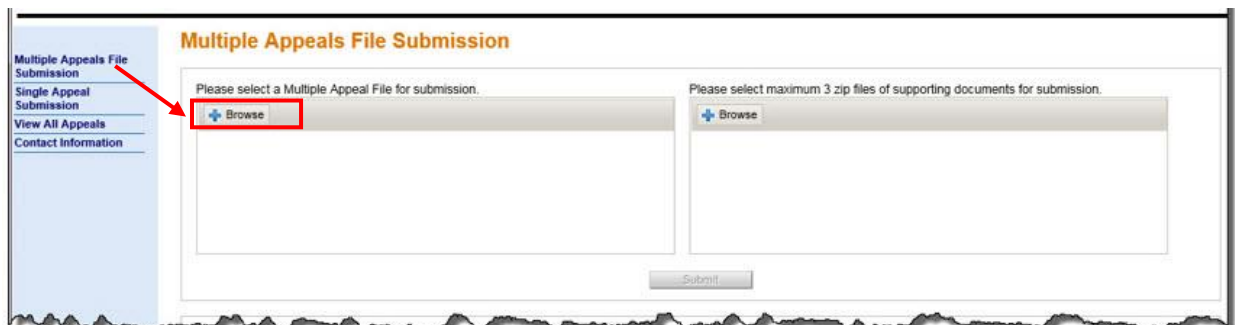 Multiple Appeals File Submission
Multiple Appeals File
Submission
Single Appeal
Submission
View All Appeals
Contact Information
Please select a Multiple Appeal File for submission.
Browse
Please select maximum 3 zip files of supporting documents for submission.
Browse
Submit